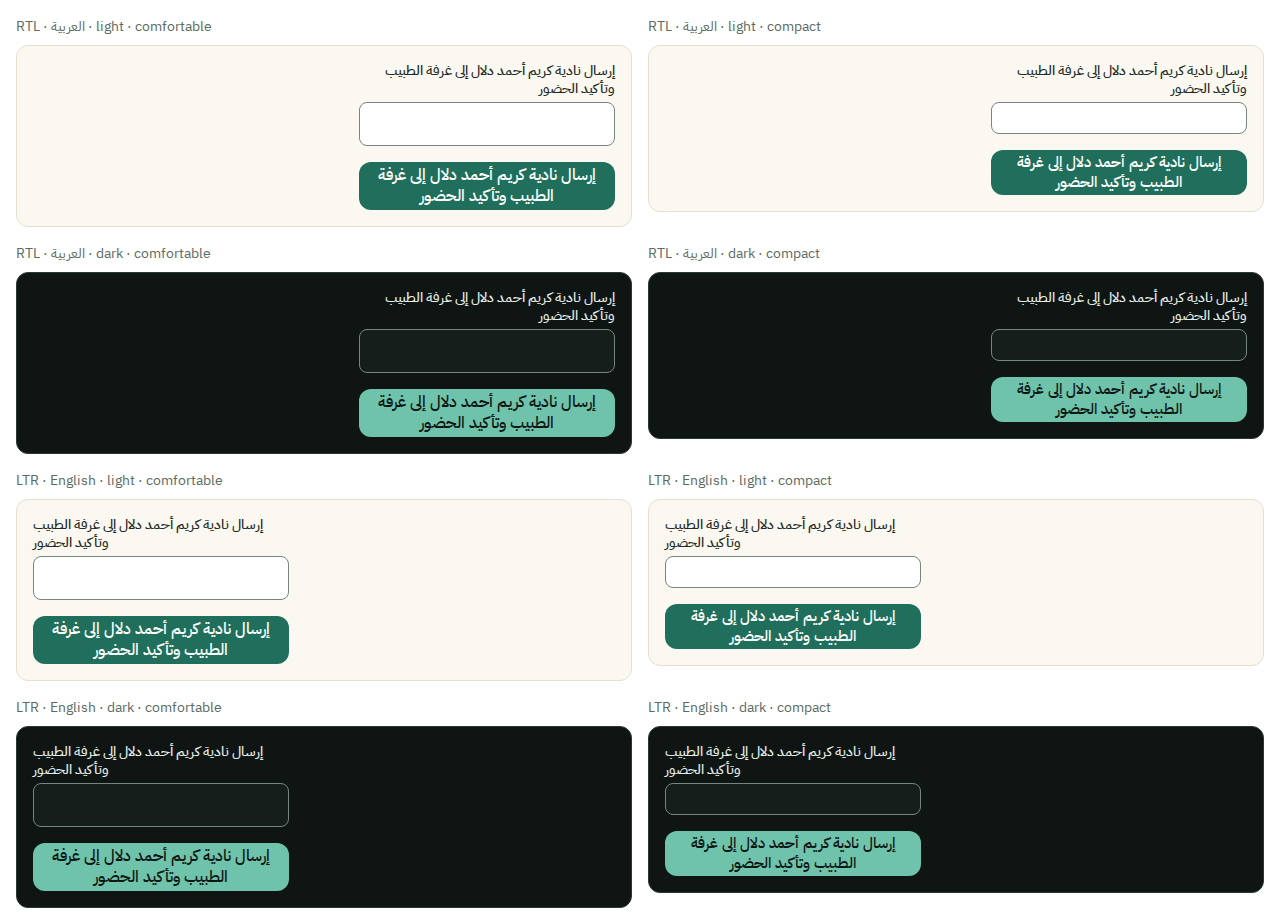 RTL · العربية · light · comfortable
إرسال نادية كريم أحمد دلال إلى غرفة الطبيب
وتأكيد الحضور
إرسال نادية كريم أحمد دلال إلى غرفة
الطبيب وتأكيد الحضور
RTL · العربية · light · compact
إرسال نادية كريم أحمد دلال إلى غرفة الطبيب
وتأكيد الحضور
إرسال نادية كريم أحمد دلال إلى غرفة
الطبيب وتأكيد الحضور
RTL · العربية · dark · comfortable
إرسال نادية كريم أحمد دلال إلى غرفة الطبيب
وتأكيد الحضور
إرسال نادية كريم أحمد دلال إلى غرفة
الطبيب وتأكيد الحضور
RTL · العربية · dark · compact
إرسال نادية كريم أحمد دلال إلى غرفة الطبيب
وتأكيد الحضور
إرسال نادية كريم أحمد دلال إلى غرفة
الطبيب وتأكيد الحضور
LTR · English · light · comfortable
إرسال نادية كريم أحمد دلال إلى غرفة الطبيب
وتأكيد الحضور
إرسال نادية كريم أحمد دلال إلى غرفة
الطبيب وتأكيد الحضور
LTR · English · light · compact
إرسال نادية كريم أحمد دلال إلى غرفة الطبيب
وتأكيد الحضور
إرسال نادية كريم أحمد دلال إلى غرفة
الطبيب وتأكيد الحضور
LTR · English · dark · comfortable
إرسال نادية كريم أحمد دلال إلى غرفة الطبيب
وتأكيد الحضور
إرسال نادية كريم أحمد دلال إلى غرفة
الطبيب وتأكيد الحضور
LTR · English · dark · compact
إرسال نادية كريم أحمد دلال إلى غرفة الطبيب
وتأكيد الحضور
إرسال نادية كريم أحمد دلال إلى غرفة
الطبيب وتأكيد الحضور